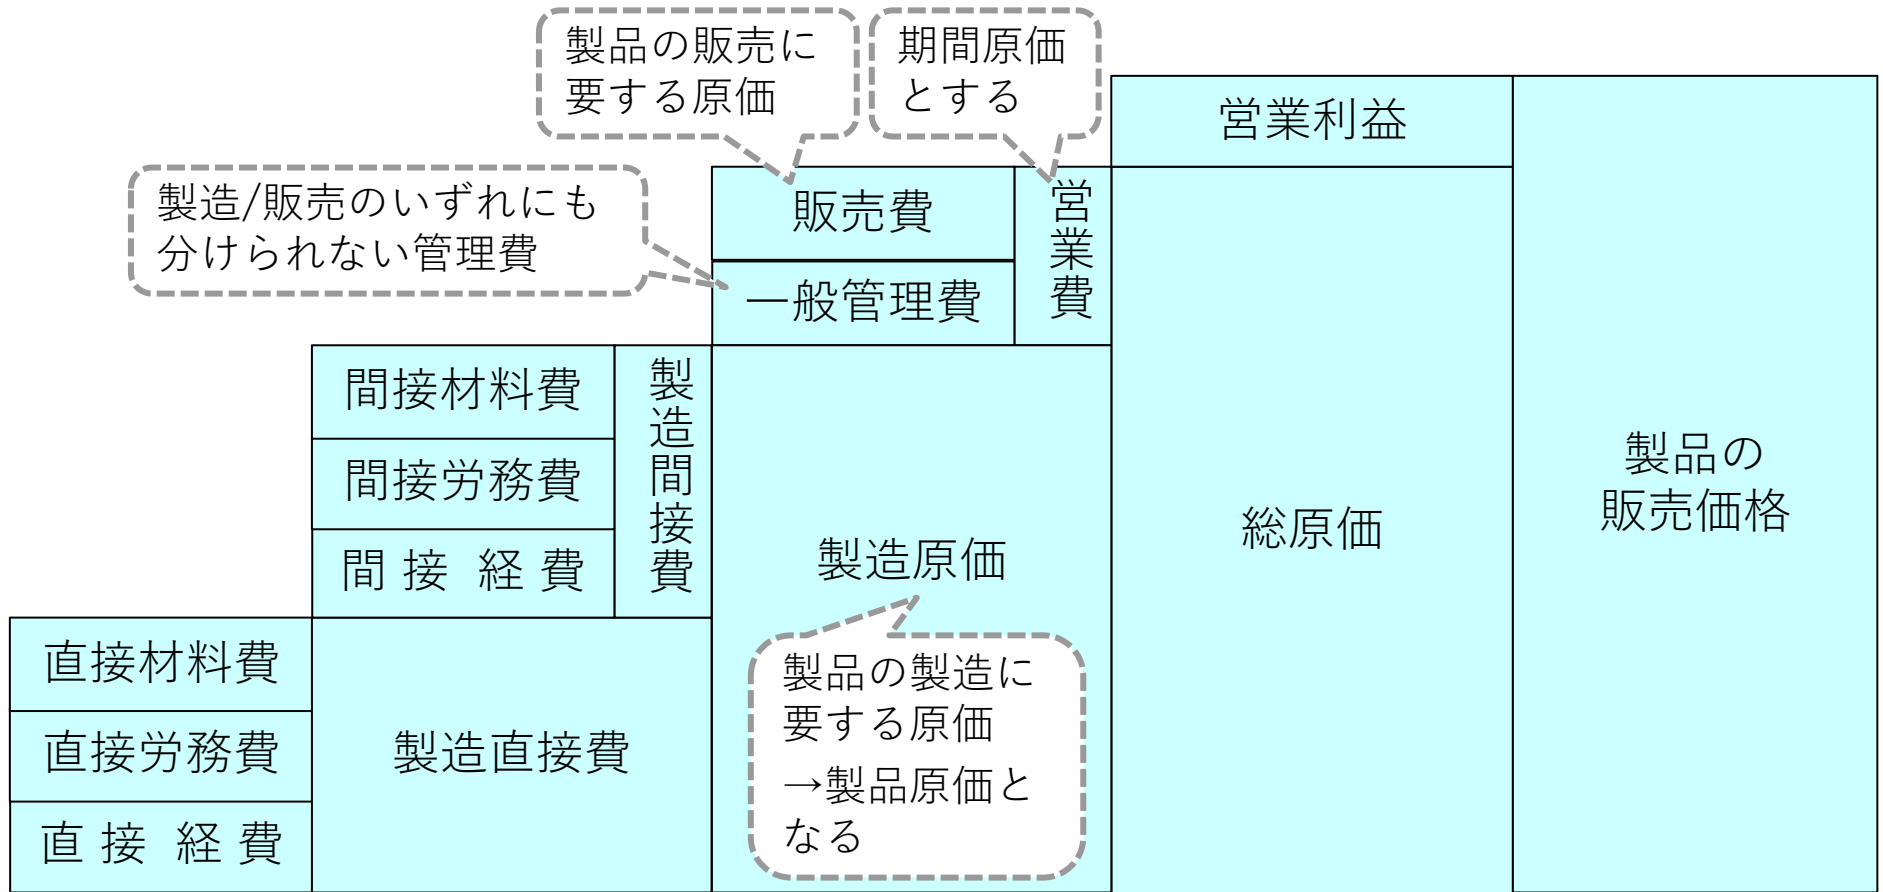 製品の販売に
要する原価
期間原価
とする
営業利益
製造/販売のいずれにも
分けられない管理費
販売費
営業費
一般管理費
間接材料費
製造間接費
間接労務費
間接経費
製造原価
総原価
製品の
販売価格
直接材料費
直接労務費
直接経費
製造直接費
製品の製造に
要する原価
→製品原価と
なる